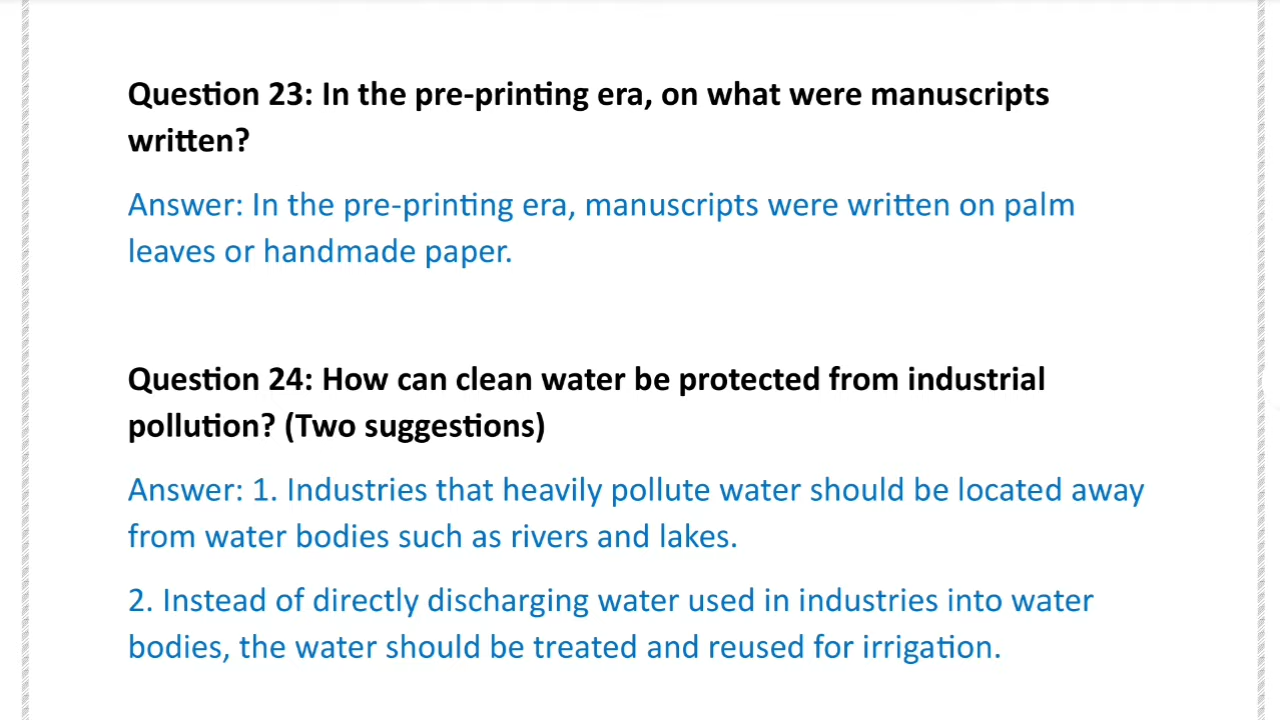 Question 23: In the pre-printing era, on what were manuscripts
written?
Answer: In the pre-printing era, manuscripts were written on palm
leaves or handmade paper.
Question 24: How can clean water be protected from industrial
pollution? (Two suggestions)
Answer: 1. Industries that heavily pollute water should be located away
from water bodies such as rivers and lakes.
2. Instead of directly discharging water used in industries into water
bodies, the water should be treated and reused for irrigation.